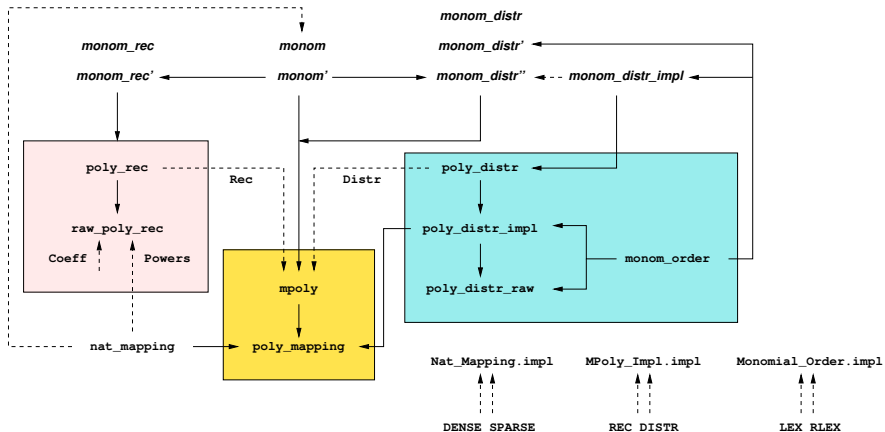 monom_distr
monom_rec monom monom_distr'
monom_rec' monom' monom_distr'' monom_distr_impl
poly_rec Rec Distr poly_distr
raw_poly_rec poly_distr_impl
Coeff Powers monom_order
mpoly poly_distr_raw
nat_mapping poly_mapping
Nat_Mapping.impl MPoly_Impl.impl Monomial_Order.impl
DENSE SPARSE REC DISTR LEX RLEX